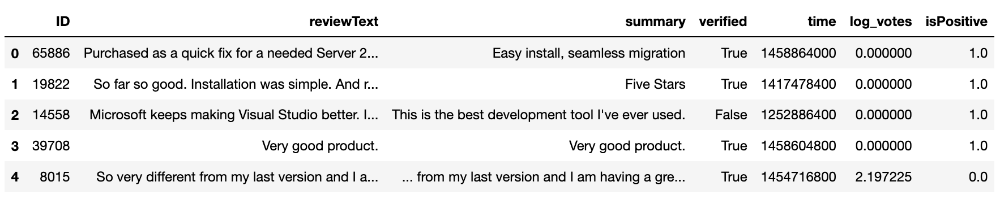 ID reviewText summary verified time log_votes isPositive
0 65886 Purchased as a quick fix for a needed Server 2... Easy install, seamless migration True 1458864000 0.000000 1.0
1 19822 So far so good. Installation was simple. And r... Five Stars True 1417478400 0.000000 1.0
2 14558 Microsoft keeps making Visual Studio better. I... This is the best development tool I've ever used. False 1252886400 0.000000 1.0
3 39708 Very good product. Very good product. True 1458604800 0.000000 1.0
4 8015 So very different from my last version and I a... ... from my last version and I am having a gre... True 1454716800 2.197225 0.0